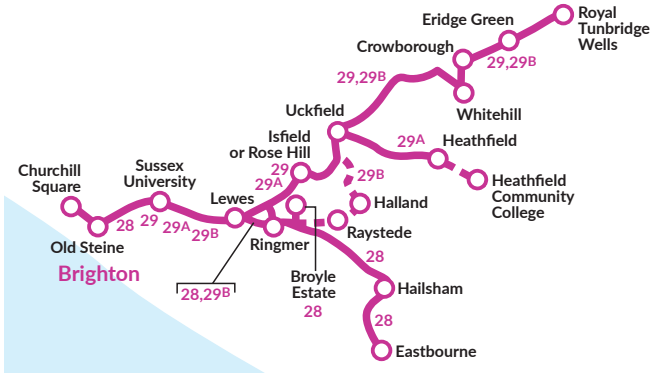 Royal
Tunbridge
Wells
Eridge Green
Crowborough
29,29B
29,29B
Whitehill
Uckfield
Isfield
or Rose Hill
29
29A
29A
Heathfield
29B
Heathfield
Community
College
Churchill
Square
Sussex
University
Lewes
Halland
Old Steine
28
29
29A
29B
Ringmer
Raystede
Brighton
28
28,29B
Broyle
Estate
28
Hailsham
28
Eastbourne